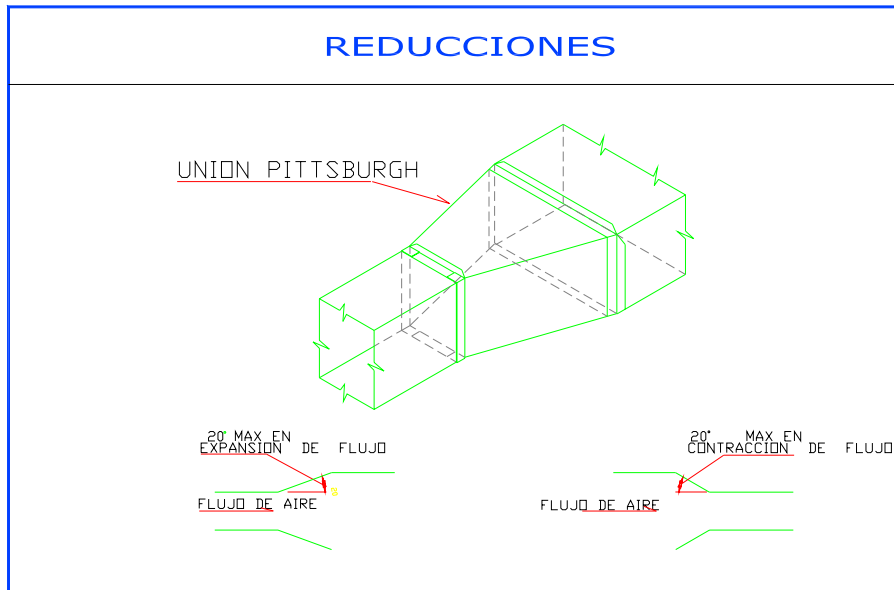 REDUCCIONES
UNION PITTSBURGH
20° MAX EN
EXPANSION DE FLUJO
FLUJO DE AIRE
20° MAX EN
CONTRACCION DE FLUJO
FLUJO DE AIRE